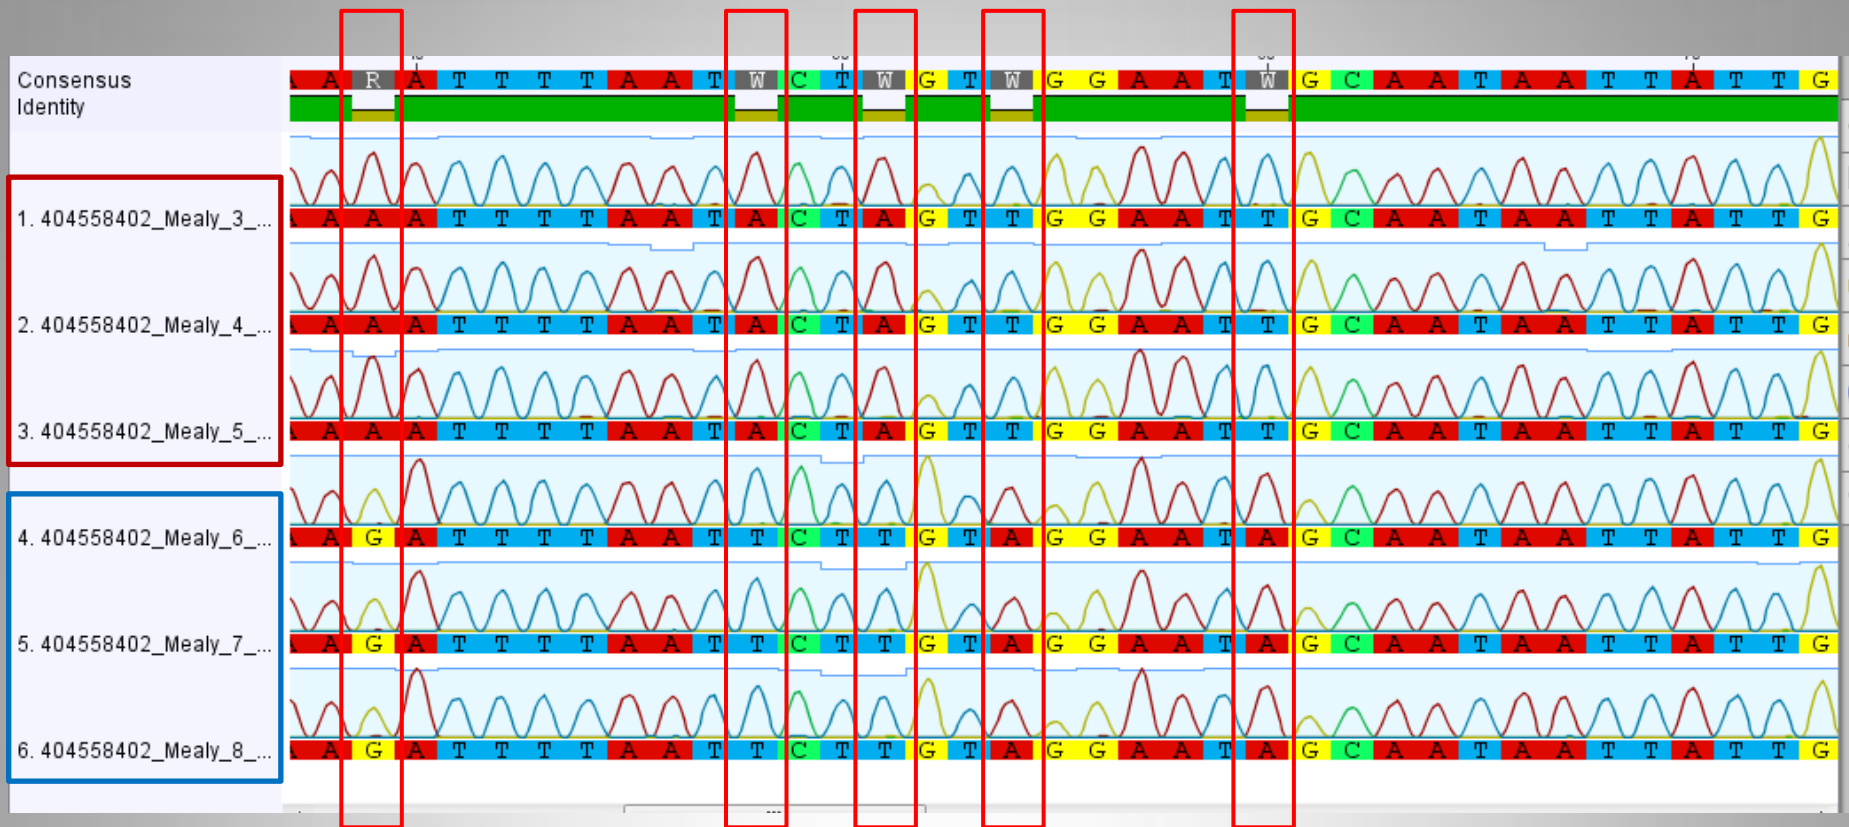 Consensus A A R A T T T T A A T W C T W G T W G G A A T W G C A A T A A T T A T T G
Identity
1. 404558402_Mealy_3_... A A A A T T T T A A T A C T A G T T G G A A T T G C A A T A A T T A T T G
2. 404558402_Mealy_4_... A A A A T T T T A A T A C T A G T T G G A A T T G C A A T A A T T A T T G
3. 404558402_Mealy_5_... A A A A T T T T A A T A C T A G T T G G A A T T G C A A T A A T T A T T G
4. 404558402_Mealy_6_... A A G A T T T T A A T T C T T G T A G G A A T A G C A A T A A T T A T T G
5. 404558402_Mealy_7_... A A G A T T T T A A T T C T T G T A G G A A T A G C A A T A A T T A T T G
6. 404558402_Mealy_8_... A A G A T T T T A A T T C T T G T A G G A A T A G C A A T A A T T A T T G